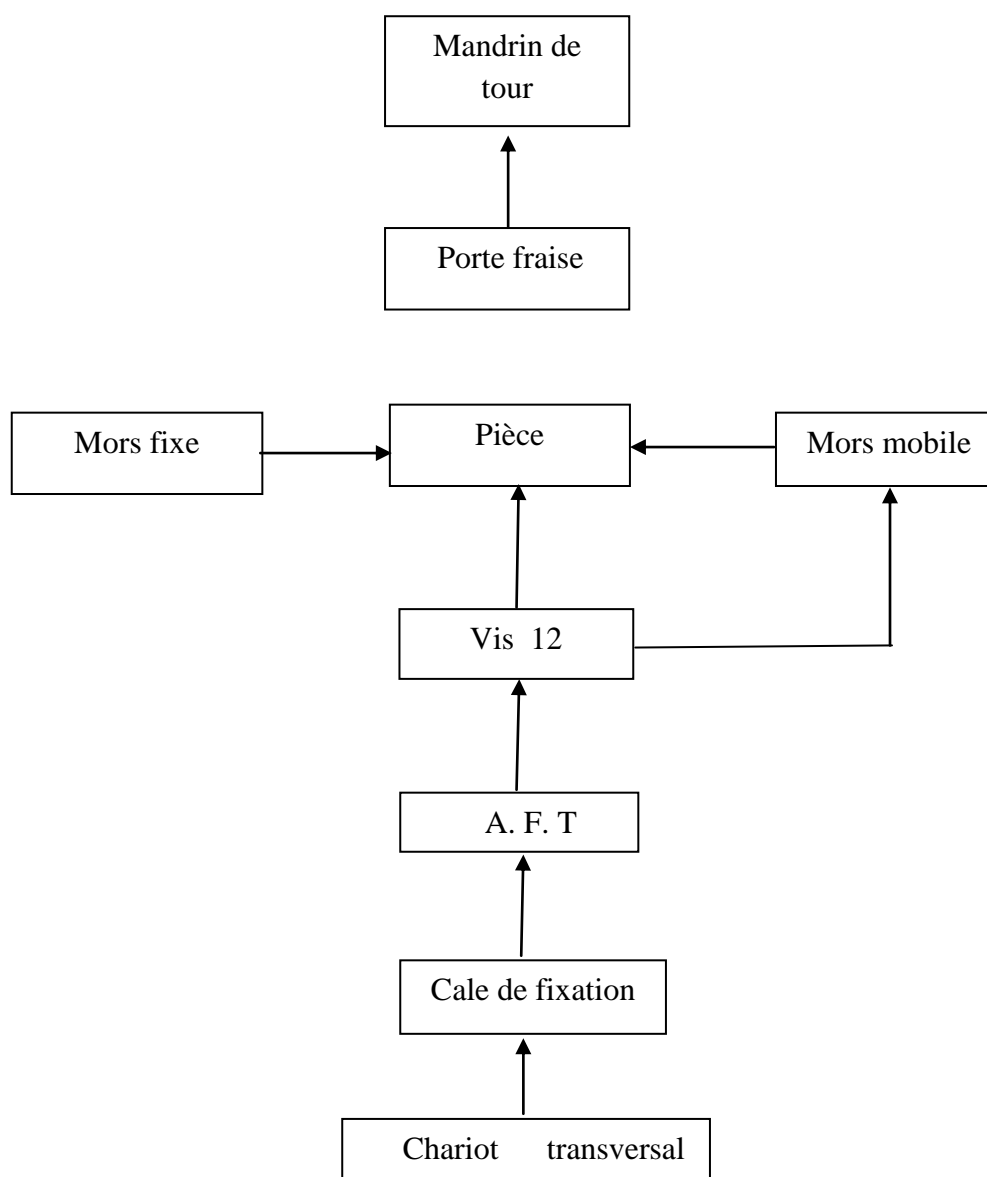 Mandrin de
tour
Porte fraise
Mors fixe
Pièce
Mors mobile
Vis 12
A. F. T
Cale de fixation
Chariot transversal